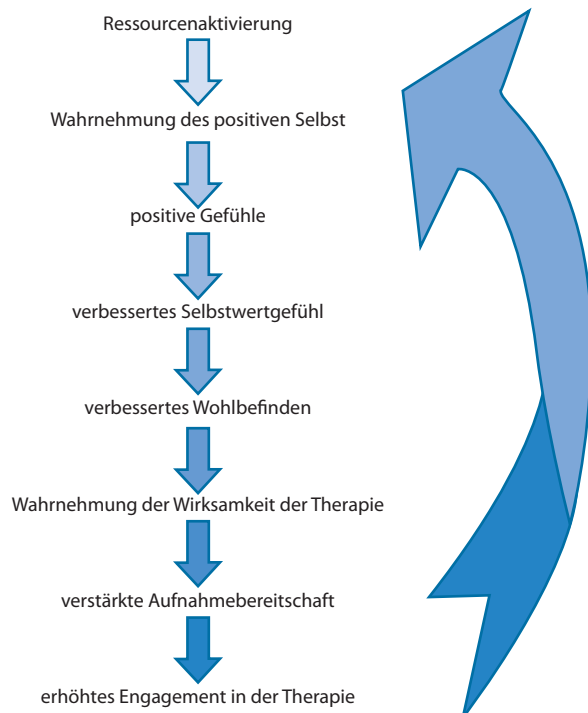 Ressourcenaktivierung
Wahrnehmung des positiven Selbst
positive Gefühle
verbessertes Selbstwertgefühl
verbessertes Wohlbefinden
Wahrnehmung der Wirksamkeit der Therapie
verstärkte Aufnahmebereitschaft
erhöhtes Engagement in der Therapie